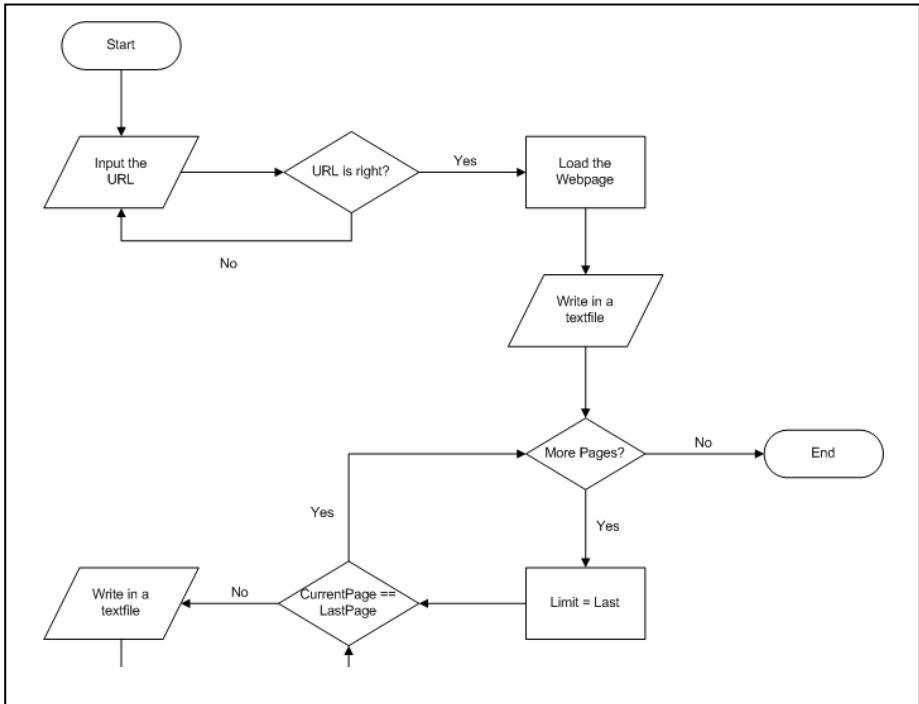 Start
Input the
URL
URL is right?
Yes
Load the
Webpage
No
Write in a
textfile
More Pages?
No
End
Yes
Yes
Write in a
textfile
No
CurrentPage ==
LastPage
Limit = Last